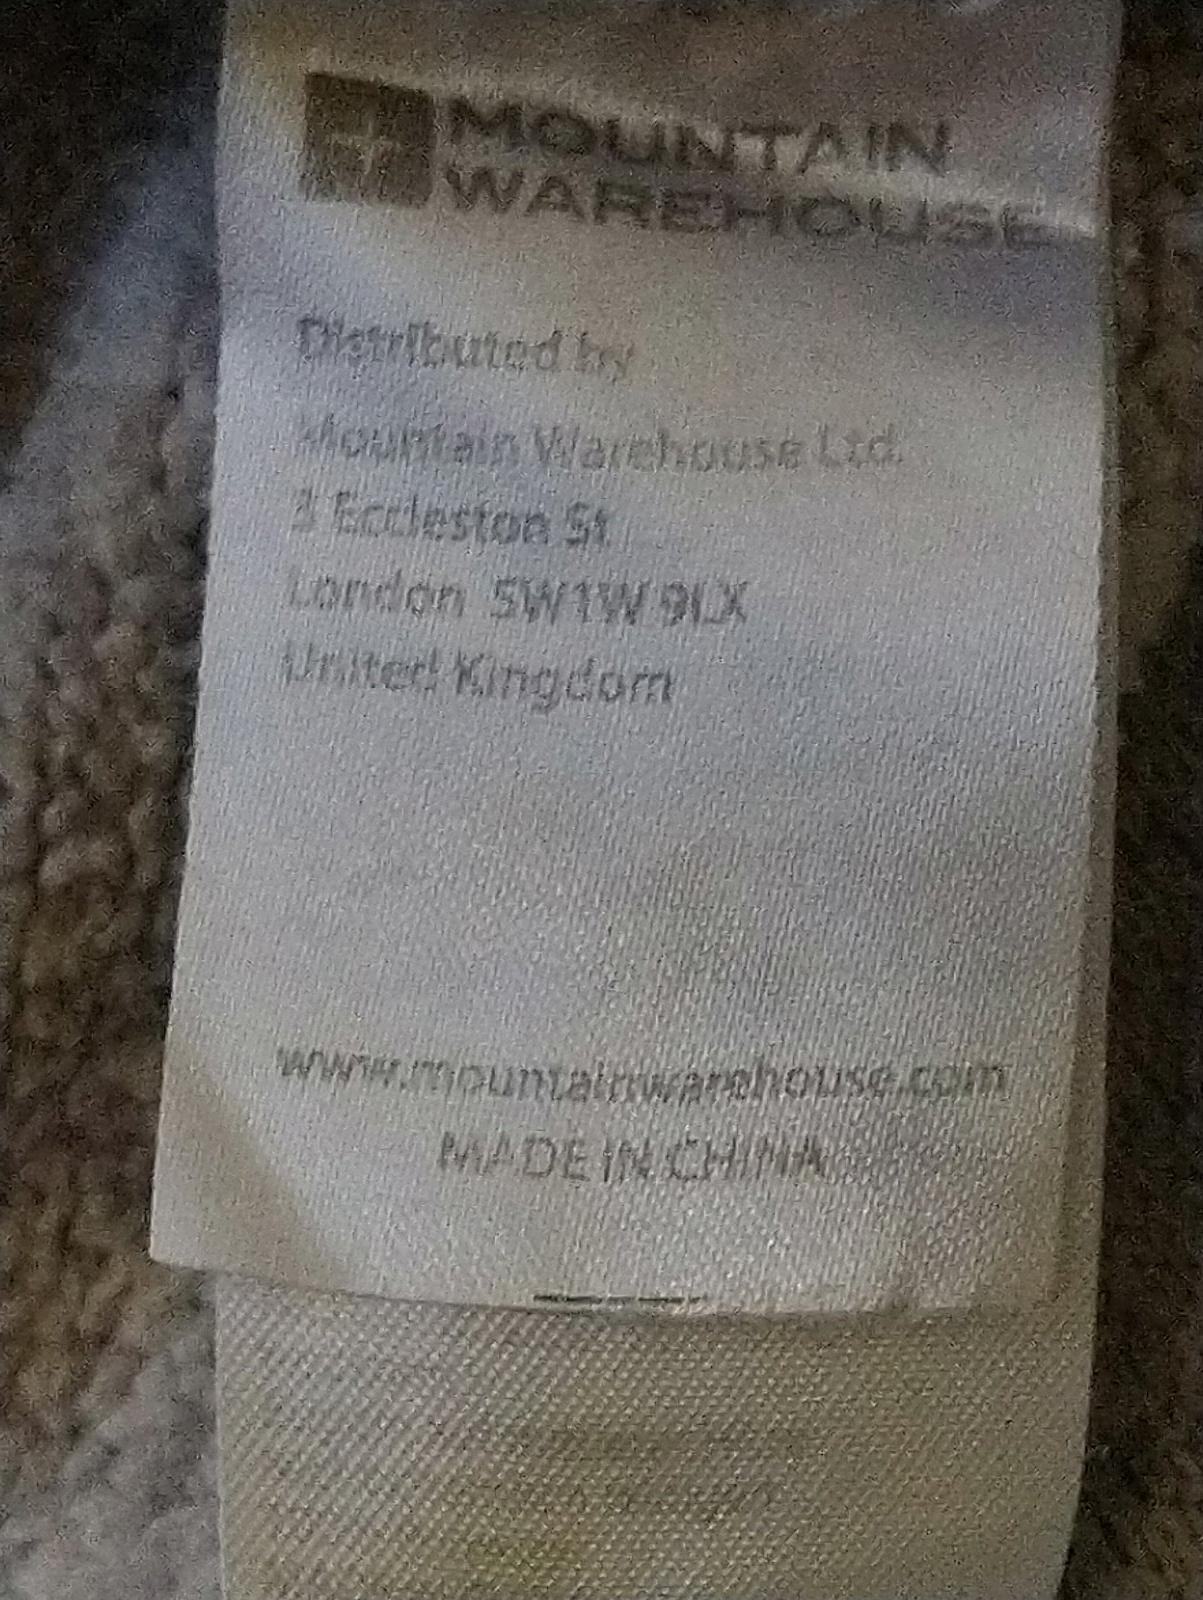 MOUNTAIN
WAREHOUSE
Distributed by
Mountain Warehouse Ltd.
3 Eccleston St
London SW1W 9LX
United Kingdom
www.mountainwarehouse.com
MADE IN CHINA